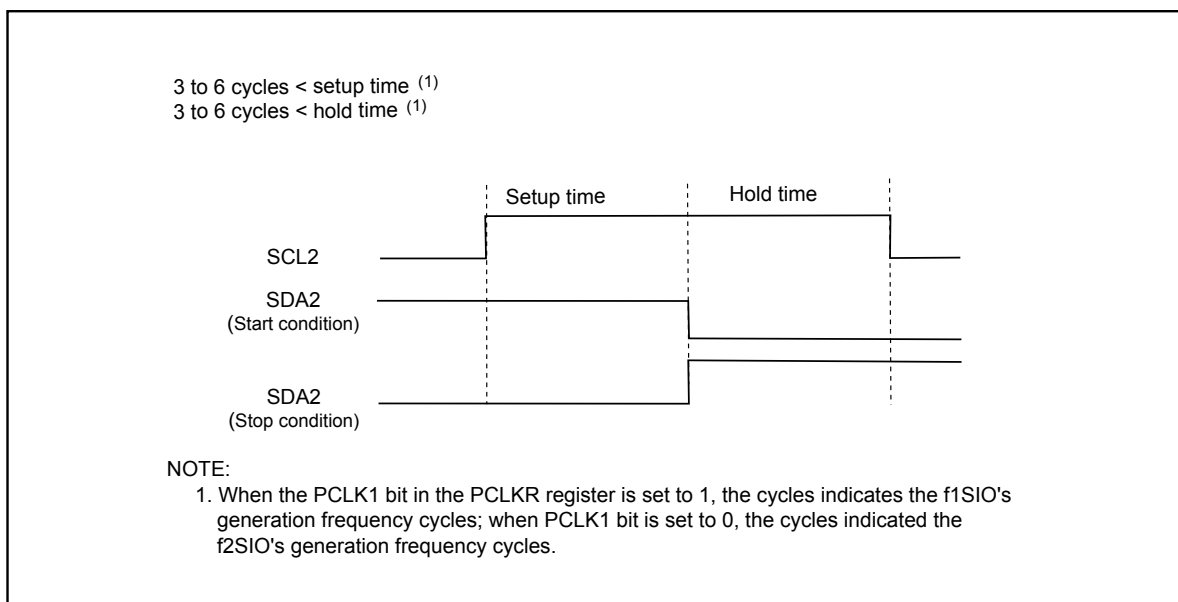 3 to 6 cycles < setup time (1)
3 to 6 cycles < hold time (1)
Setup time
Hold time
SCL2
SDA2
(Start condition)
SDA2
(Stop condition)
NOTE:
1. When the PCLK1 bit in the PCLKR register is set to 1, the cycles indicates the f1SIO's
generation frequency cycles; when PCLK1 bit is set to 0, the cycles indicated the
f2SIO's generation frequency cycles.